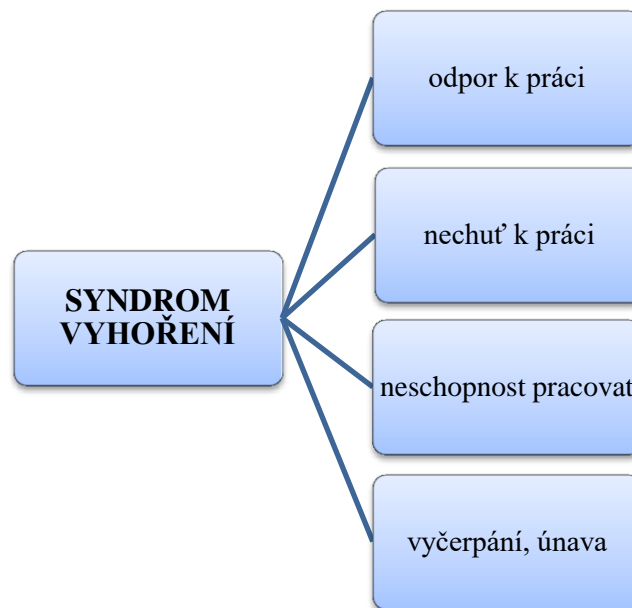 odpor k práci
nechuť k práci
SYNDROM
VYHOŘENÍ
neschopnost pracovat
vyčerpání, únava